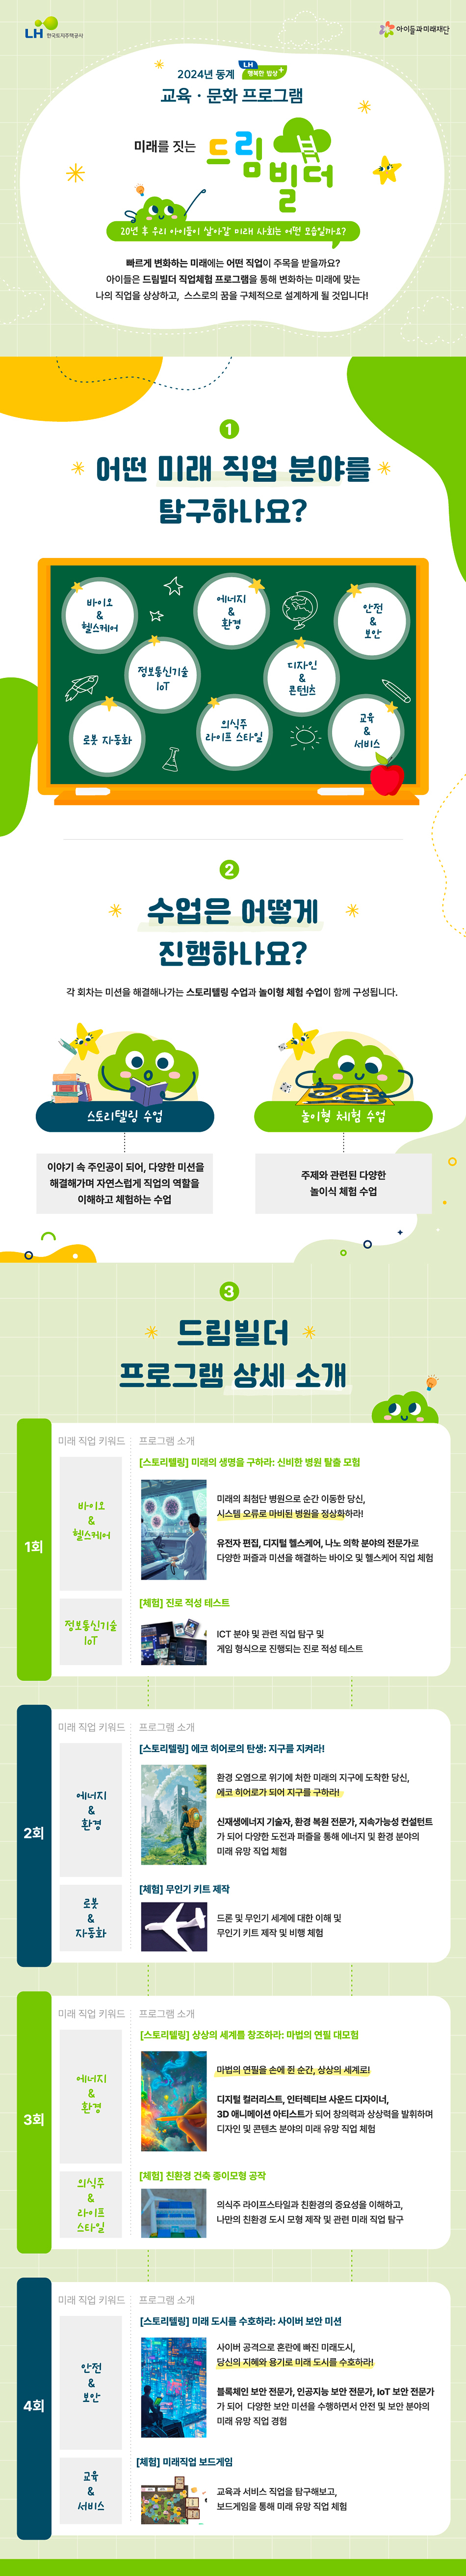 LH 한국토지주택공사
아이들과미래재단
2024년 동계 LH 행복한 밥상+
교육 · 문화 프로그램
미래를 짓는 드림빌더
20년 후 우리 아이들이 살아갈 미래 사회는 어떤 모습일까요?
빠르게 변화하는 미래에는 어떤 직업이 주목을 받을까요?
아이들은 드림빌더 직업체험 프로그램을 통해 변화하는 미래에 맞는
나의 직업을 상상하고, 스스로의 꿈을 구체적으로 설계하게 될 것입니다!
1
어떤 미래 직업 분야를
탐구하나요?
바이오
&
헬스케어
에너지
&
환경
안전
&
보안
정보통신기술
IoT
디자인
&
콘텐츠
로봇 자동화
의식주
라이프 스타일
교육
&
서비스
2
수업은 어떻게
진행하나요?
각 회차는 미션을 해결해나가는 스토리텔링 수업과 놀이형 체험 수업이 함께 구성됩니다.
스토리텔링 수업
이야기 속 주인공이 되어, 다양한 미션을
해결해가며 자연스럽게 직업의 역할을
이해하고 체험하는 수업
놀이형 체험 수업
주제와 관련된 다양한
놀이식 체험 수업
3
드림빌더
프로그램 상세 소개
1회
미래 직업 키워드
프로그램 소개
바이오
&
헬스케어
[스토리텔링] 미래의 생명을 구하라: 신비한 병원 탈출 모험
미래의 최첨단 병원으로 순간 이동한 당신,
시스템 오류로 마비된 병원을 정상화하라!
유전자 편집, 디지털 헬스케어, 나노 의학 분야의 전문가로
다양한 퍼즐과 미션을 해결하는 바이오 및 헬스케어 직업 체험
정보통신기술
IoT
[체험] 진로 적성 테스트
ICT 분야 및 관련 직업 탐구 및
게임 형식으로 진행되는 진로 적성 테스트
2회
미래 직업 키워드
프로그램 소개
에너지
&
환경
[스토리텔링] 에코 히어로의 탄생: 지구를 지켜라!
환경 오염으로 위기에 처한 미래의 지구에 도착한 당신,
에코 히어로가 되어 지구를 구하라!
신재생에너지 기술자, 환경 복원 전문가, 지속가능성 컨설턴트
가 되어 다양한 도전과 퍼즐을 통해 에너지 및 환경 분야의
미래 유망 직업 체험
로봇
&
자동화
[체험] 무인기 키트 제작
드론 및 무인기 세계에 대한 이해 및
무인기 키트 제작 및 비행 체험
3회
미래 직업 키워드
프로그램 소개
에너지
&
환경
[스토리텔링] 상상의 세계를 창조하라: 마법의 연필 대모험
마법의 연필을 손에 쥔 순간, 상상의 세계로!
디지털 컬러리스트, 인터렉티브 사운드 디자이너,
3D 애니메이션 아티스트가 되어 창의력과 상상력을 발휘하며
디자인 및 콘텐츠 분야의 미래 유망 직업 체험
의식주
&
라이프
스타일
[체험] 친환경 건축 종이모형 공작
의식주 라이프스타일과 친환경의 중요성을 이해하고,
나만의 친환경 도시 모형 제작 및 관련 미래 직업 탐구
4회
미래 직업 키워드
프로그램 소개
안전
&
보안
[스토리텔링] 미래 도시를 수호하라: 사이버 보안 미션
사이버 공격으로 혼란에 빠진 미래도시,
당신의 지혜와 용기로 미래 도시를 수호하라!
블록체인 보안 전문가, 인공지능 보안 전문가, IoT 보안 전문가
가 되어 다양한 보안 미션을 수행하면서 안전 및 보안 분야의
미래 유망 직업 경험
교육
&
서비스
[체험] 미래직업 보드게임
교육과 서비스 직업을 탐구해보고,
보드게임을 통해 미래 유망 직업 체험